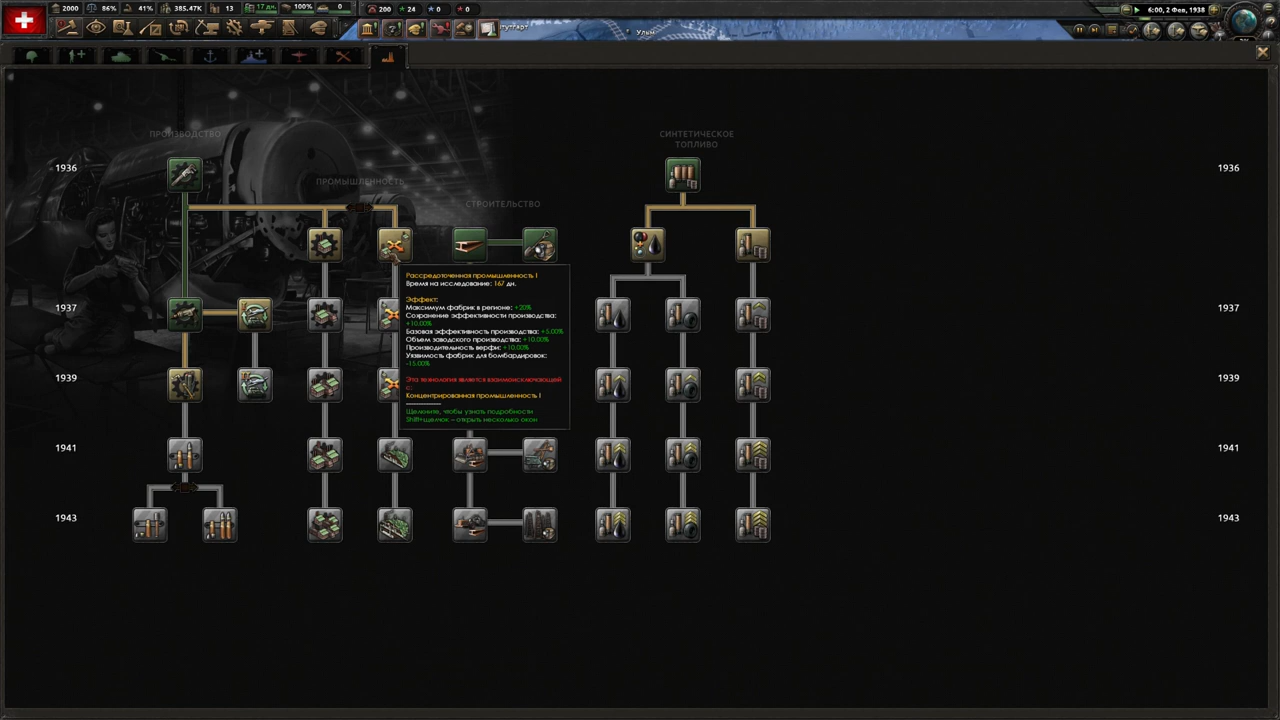 2000 86% 41% 385.47K 13 17 дн. 100% 0 200 24 0 0 6:00, 2 Фев, 1938
Ульм
ПРОИЗВОДСТВО
СИНТЕТИЧЕСКОЕ
ТОПЛИВО
1936 1936
ПРОМЫШЛЕННОСТЬ
СТРОИТЕЛЬСТВО
Рассредоточенная промышленность I
Время на исследование: 167 дн.
Эффект:
Максимум фабрик в регионе: +20%
Сохранение эффективности производства:
+10.00%
Базовая эффективность производства: +5.00%
Объем заводского производства: +10.00%
Производительность верфи: +10.00%
Уязвимость фабрик для бомбардировок:
-15.00%
Эта технология является взаимоисключающей
с:
Концентрированная промышленность I
Щелкните, чтобы узнать подробности
Shift+щелчок – открыть несколько окон
1937 1937
1939 1939
1941 1941
1943 1943